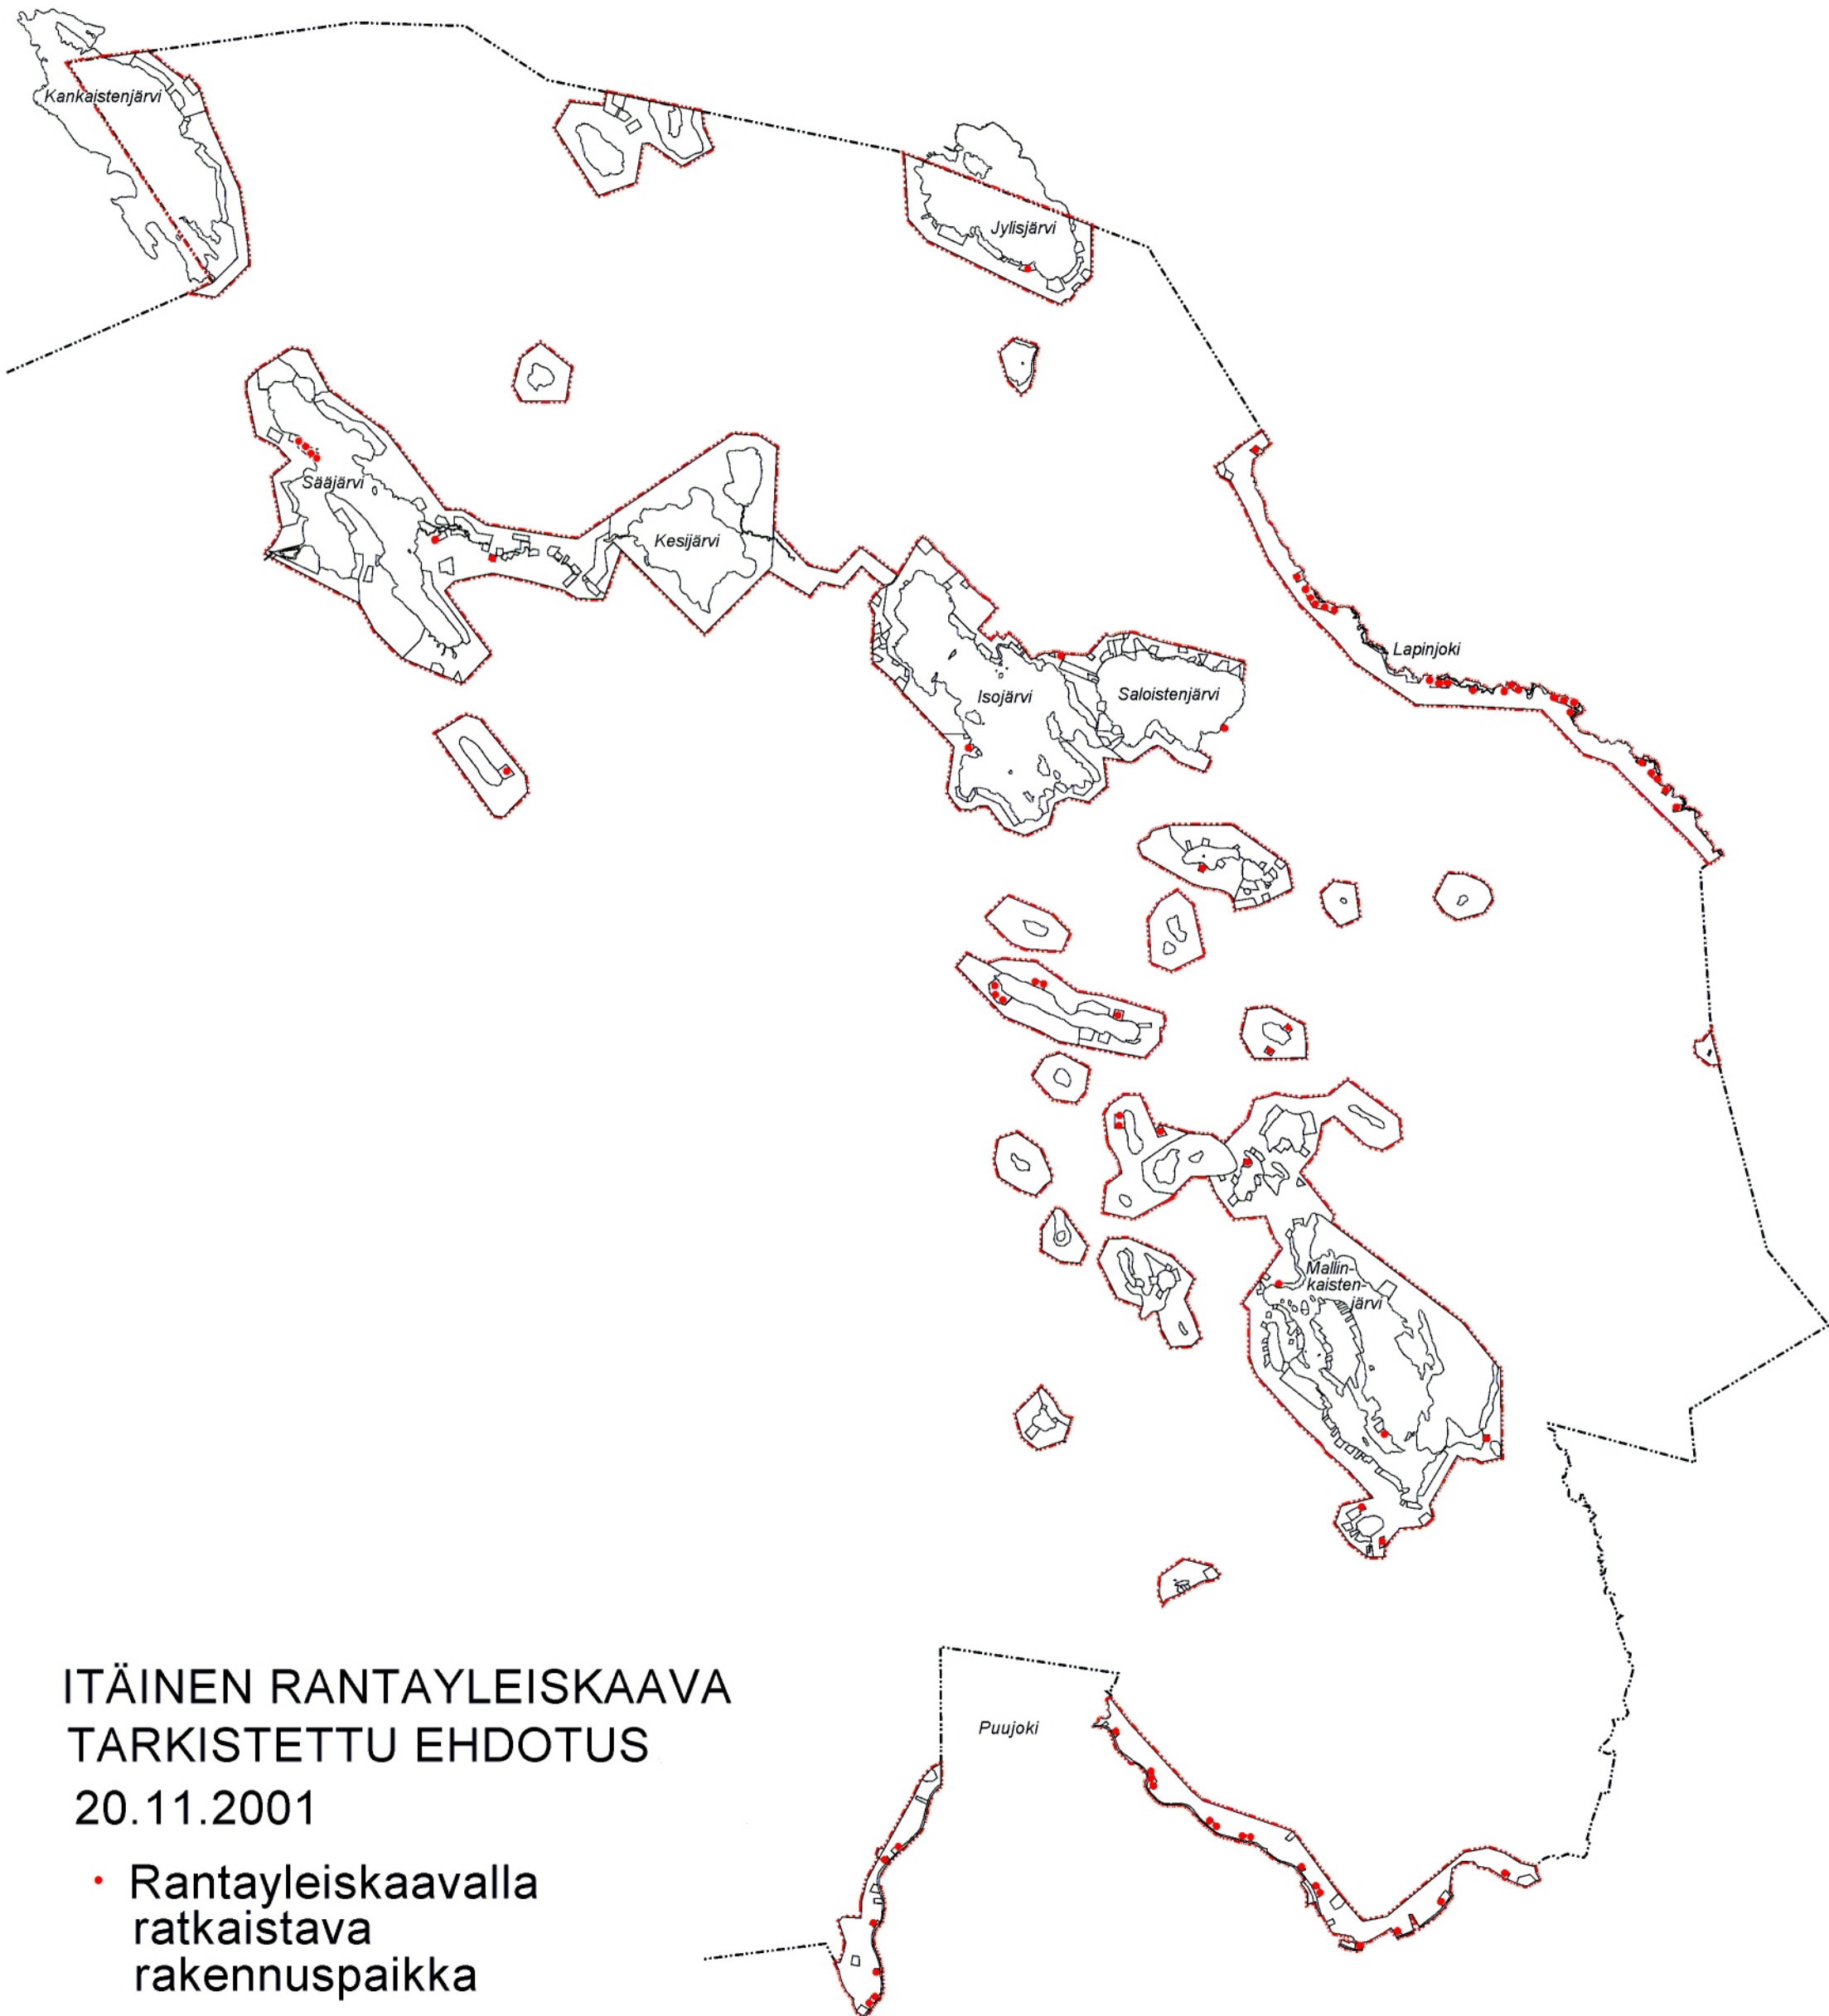 Kankaistenjärvi
Jylisjärvi
Sääjärvi
Kesijärvi
Lapinjoki
Isojärvi
Saloistenjärvi
Mallin-
kaisten-
järvi
Puujoki
ITÄINEN RANTAYLEISKAAVA
TARKISTETTU EHDOTUS
20.11.2001
Rantayleiskaavalla
ratkaistava
rakennuspaikka